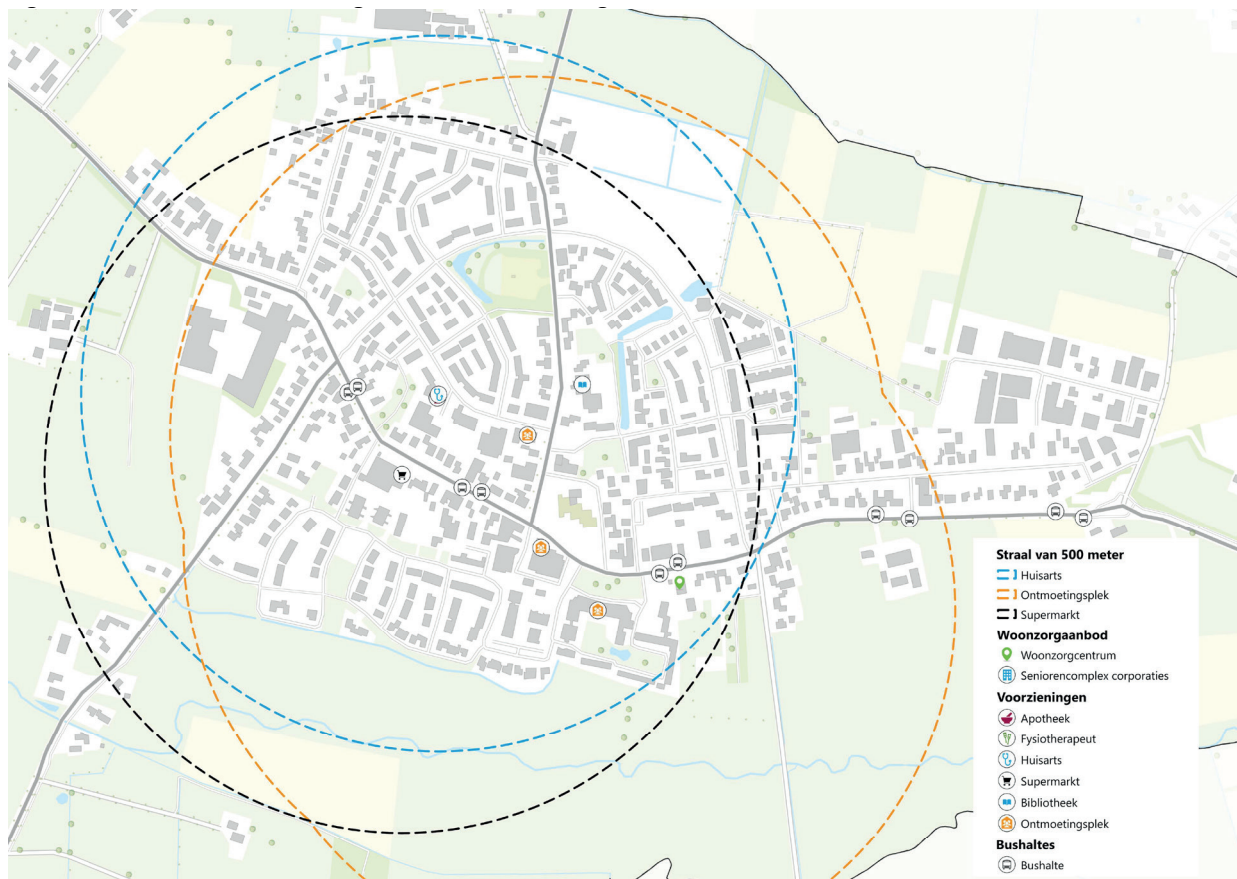 Straal van 500 meter
Huisarts
Ontmoetingsplek
Supermarkt
Woonzorgaanbod
Woonzorgcentrum
Seniorencomplex corporaties
Voorzieningen
Apotheek
Fysiotherapeut
Huisarts
Supermarkt
Bibliotheek
Ontmoetingsplek
Bushaltes
Bushalte